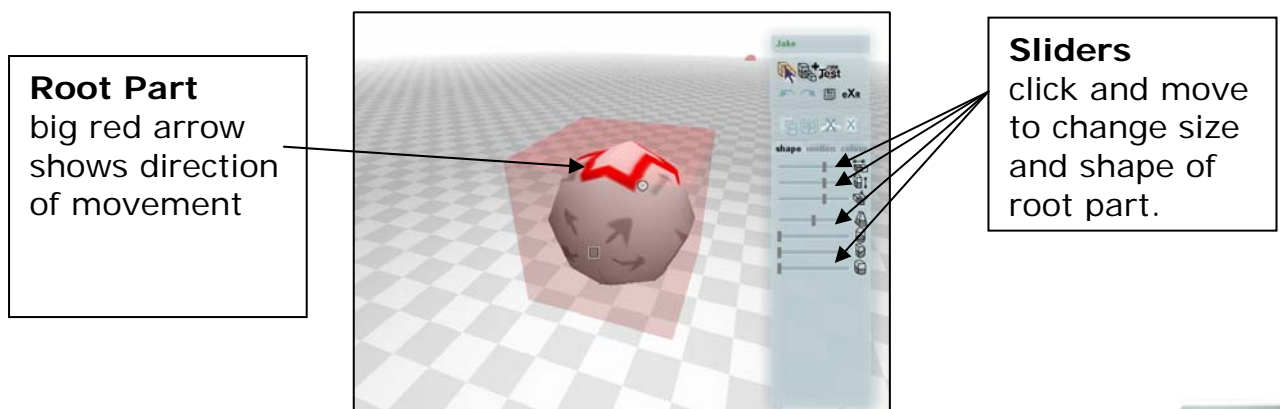 Root Part
big red arrow
shows direction
of movement
Jake
Test
eXit
shape motion colour
Sliders
click and move
to change size
and shape of
root part.